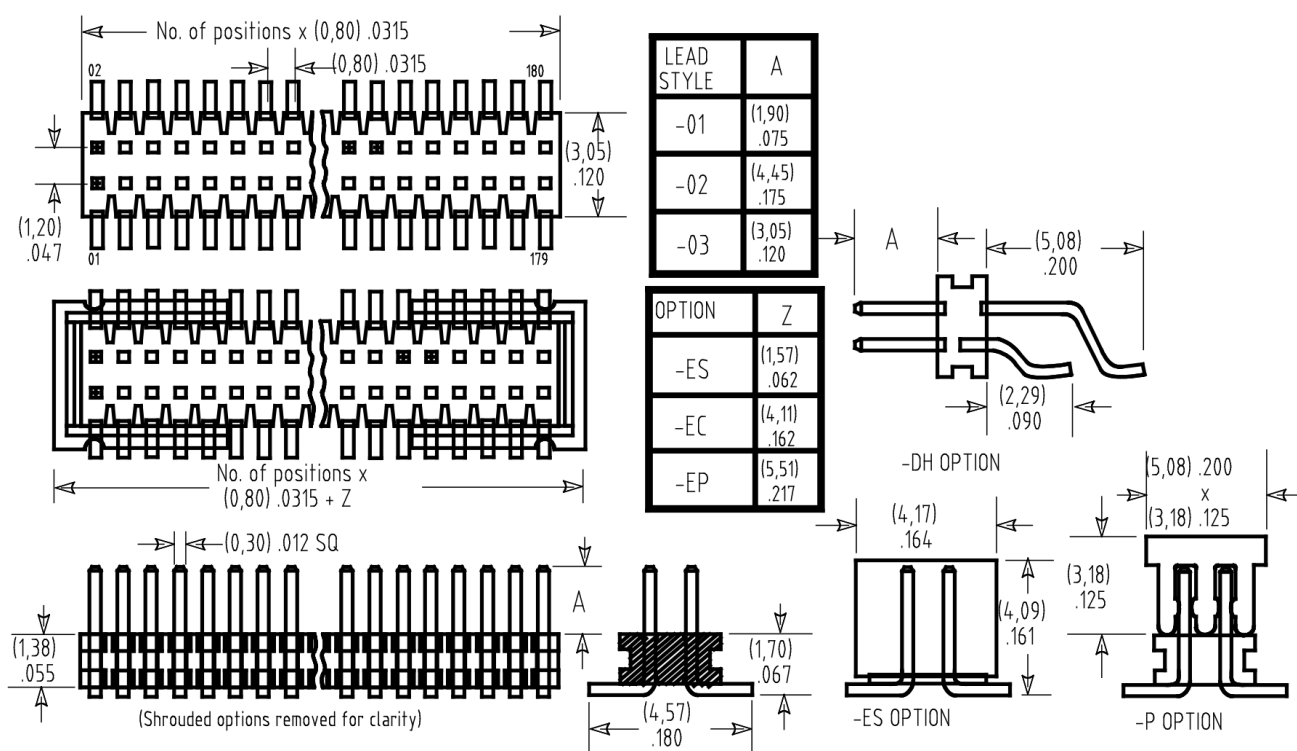 No. of positions x (0,80) .0315
(0,80) .0315
02
180
(3,05)
.120
(1,20)
.047
01
179
LEAD
STYLE
A
-01
(1,90)
.075
-02
(4,45)
.175
-03
(3,05)
.120
OPTION
Z
-ES
(1,57)
.062
-EC
(4,11)
.162
-EP
(5,51)
.217
A
(5,08)
.200
(2,29)
.090
-DH OPTION
No. of positions x
(0,80) .0315 + Z
(0,30) .012 SQ
A
(1,38)
.055
(Shrouded options removed for clarity)
(1,70)
.067
(4,57)
.180
(4,17)
.164
(4,09)
.161
-ES OPTION
(5,08) .200
x
(3,18) .125
(3,18)
.125
-P OPTION